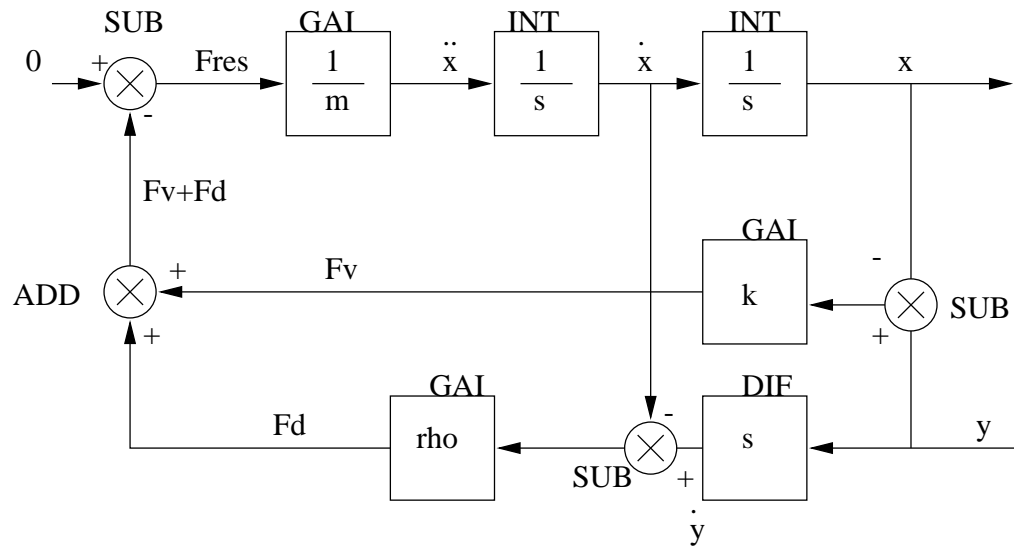 SUB GAI INT INT
0 + Fres 1 m ẍ 1 s ẋ 1 s x
-
Fv+Fd
GAI
ADD + Fv k - SUB
+
+
GAI DIF
Fd rho - s y
SUB +
ẏ